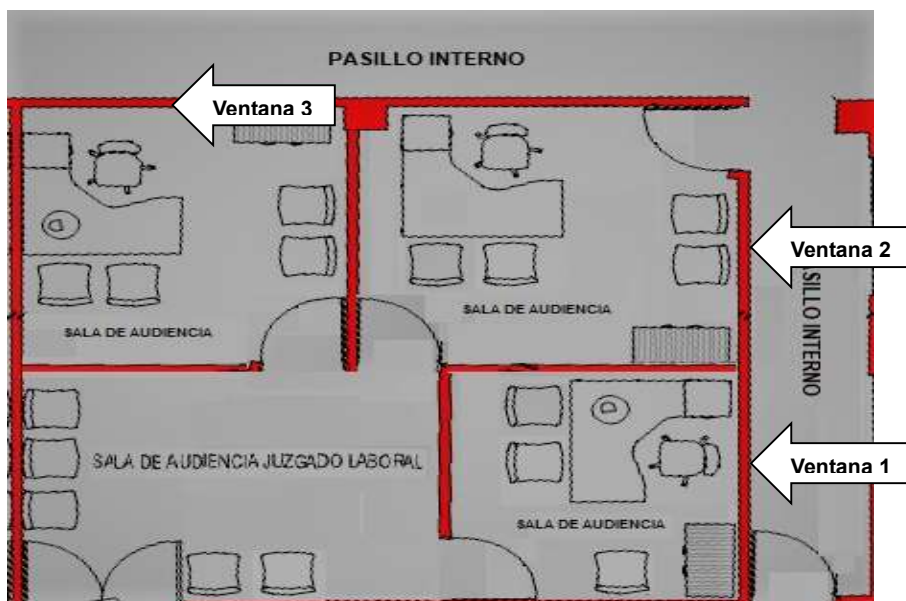 PASILLO INTERNO
Ventana 3
Ventana 2
SALA DE AUDIENCIA
SALA DE AUDIENCIA
SILLO INTERNO
SALA DE AUDIENCIA JUZGADO LABORAL
Ventana 1
SALA DE AUDIENCIA